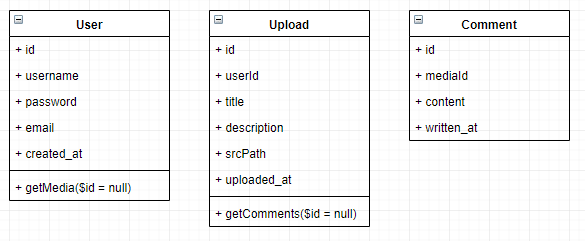 User
+ id
+ username
+ password
+ email
+ created_at
+ getMedia($id = null)
Upload
+ id
+ userId
+ title
+ description
+ srcPath
+ uploaded_at
+ getComments($id = null)
Comment
+ id
+ mediaId
+ content
+ written_at